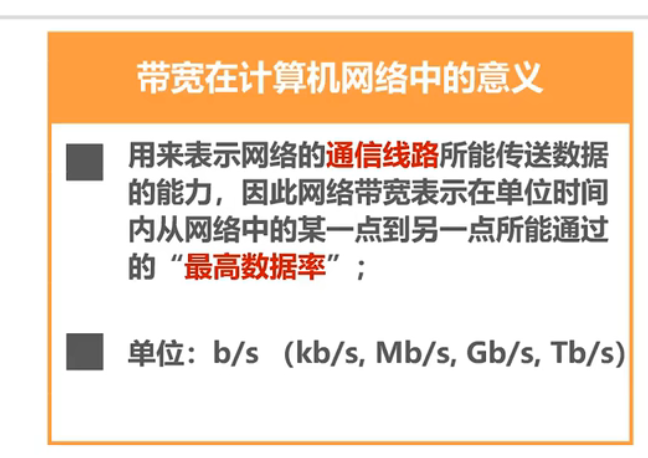 带宽在计算机网络中的意义
用来表示网络的通信线路所能传送数据
的能力，因此网络带宽表示在单位时间
内从网络中的某一点到另一点所能通过
的“最高数据率”；
单位：b/s （kb/s, Mb/s, Gb/s, Tb/s）